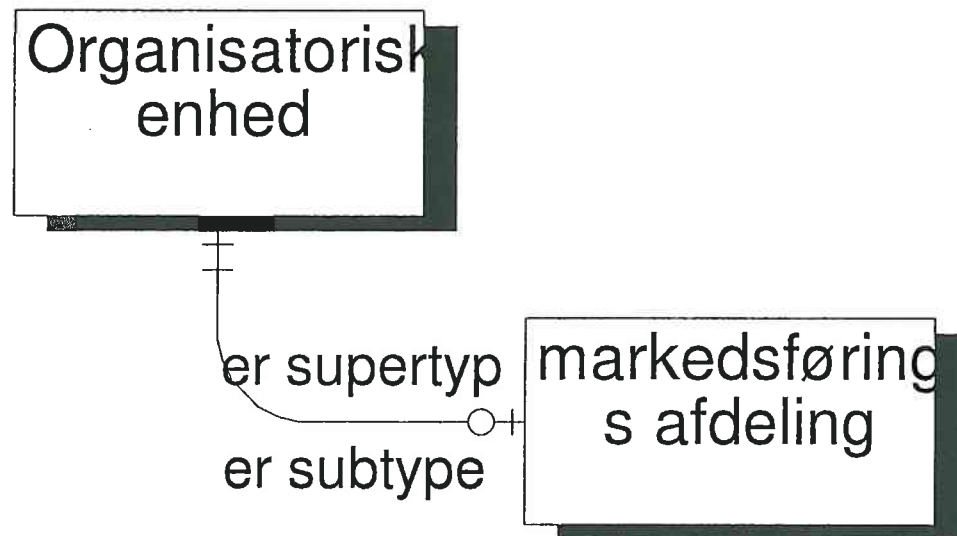 Organisatorisk
enhed
er supertyp
markedsføring
s afdeling
er subtype